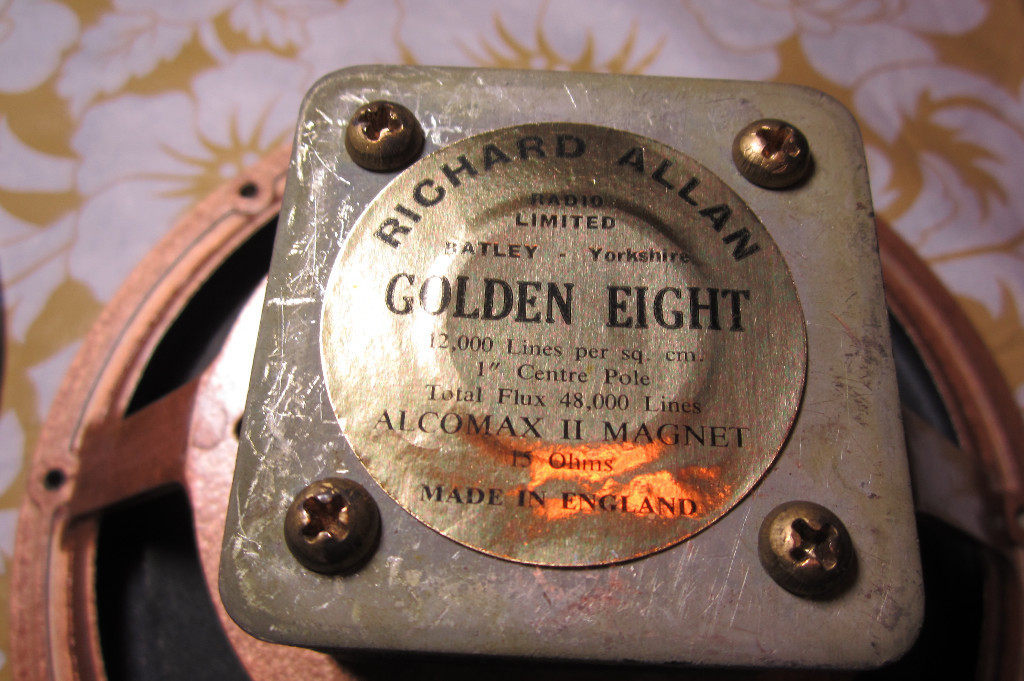 RICHARD ALLAN
RADIO
LIMITED
BATLEY - Yorkshire
GOLDEN EIGHT
12,000 Lines per sq. cm.
1" Centre Pole
Total Flux 48,000 Lines
ALCOMAX II MAGNET
15 Ohms
MADE IN ENGLAND